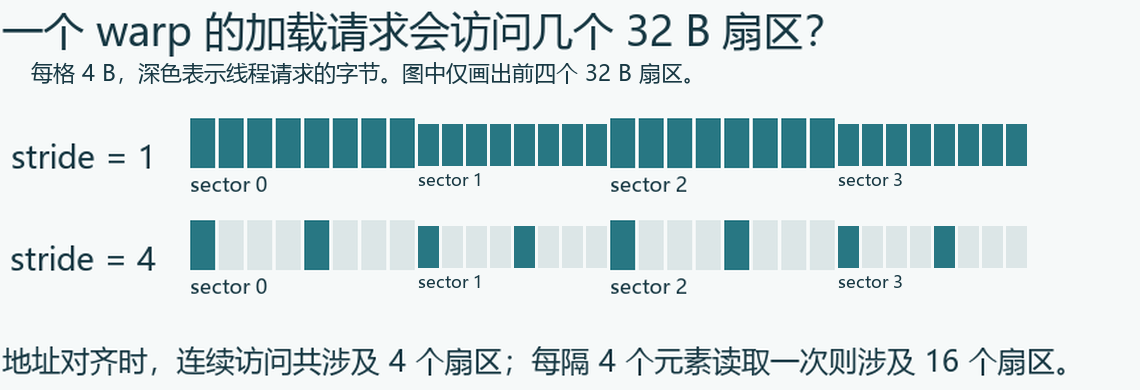 一个 warp 的加载请求会访问几个 32 B 扇区？
每格 4 B，深色表示线程请求的字节。图中仅画出前四个 32 B 扇区。
stride = 1
sector 0 sector 1 sector 2 sector 3
stride = 4
sector 0 sector 1 sector 2 sector 3
地址对齐时，连续访问共涉及 4 个扇区；每隔 4 个元素读取一次则涉及 16 个扇区。